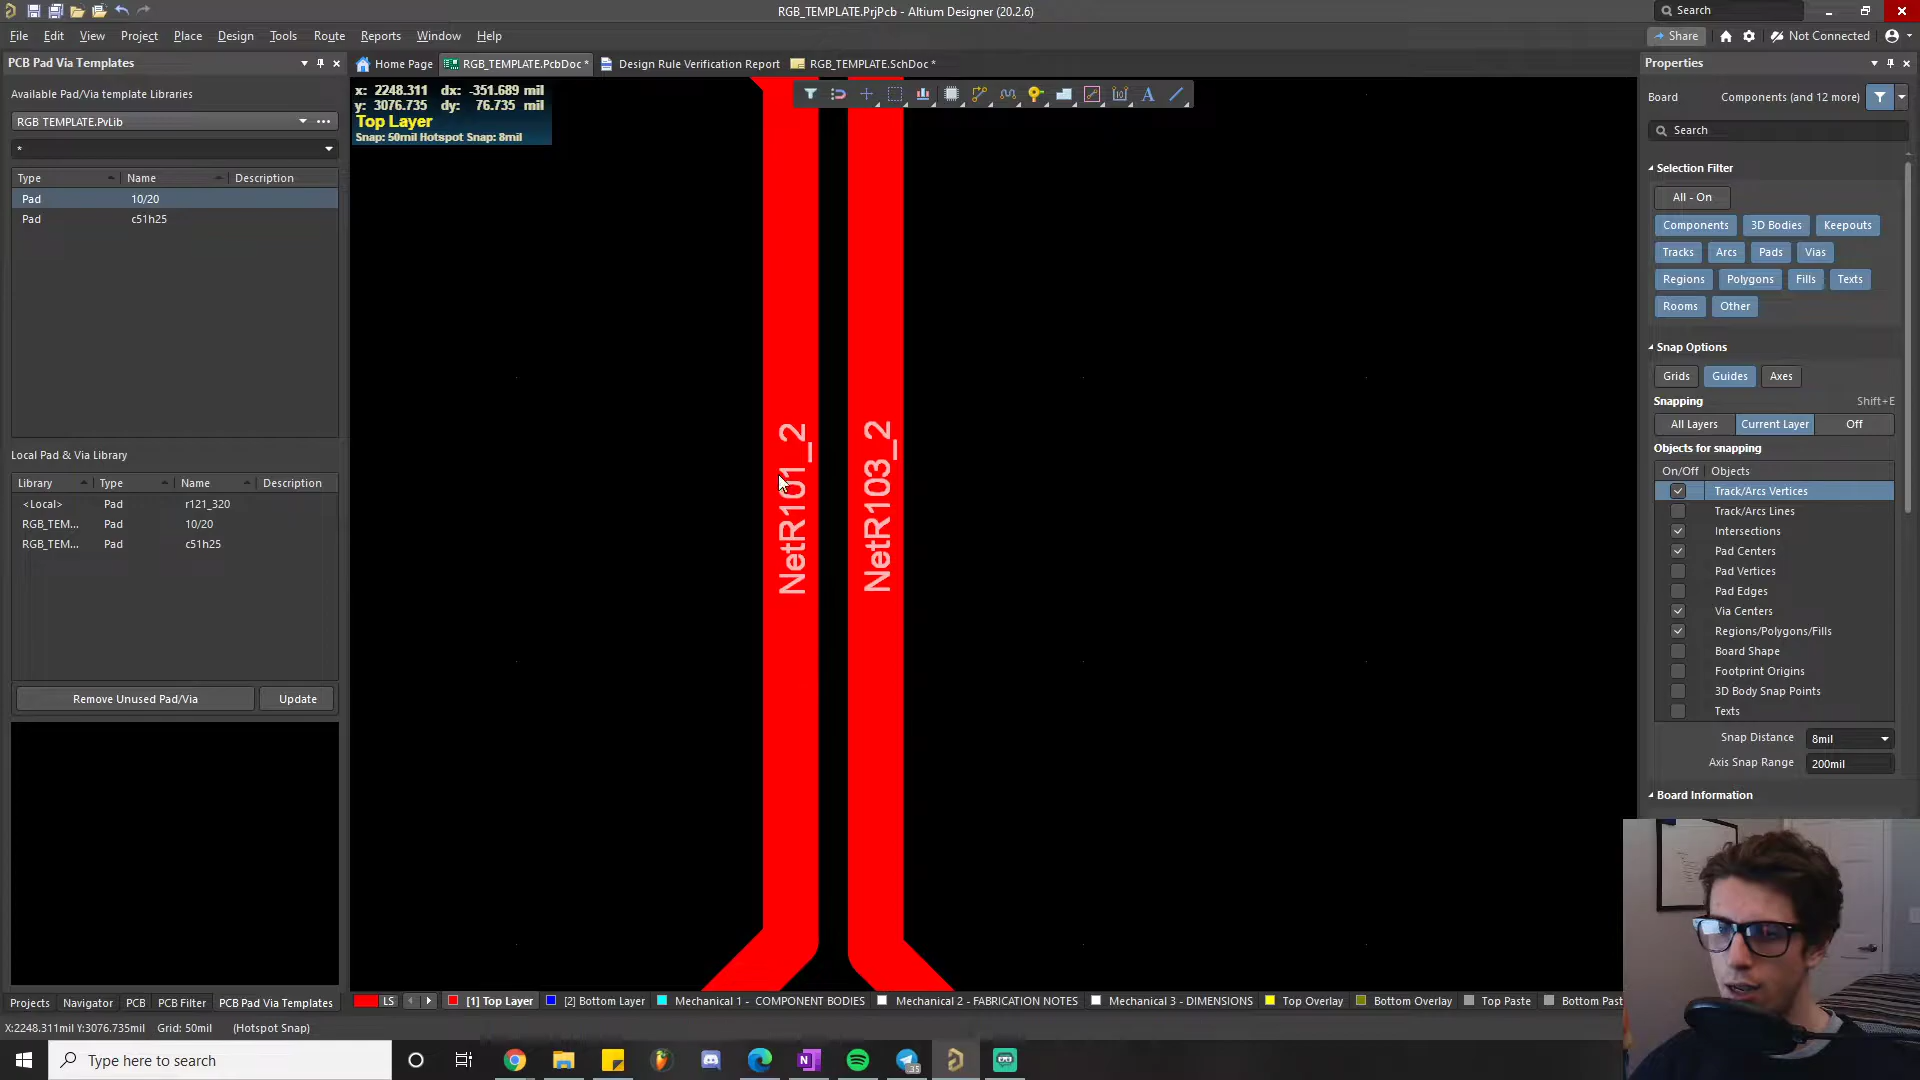 RGB_TEMPLATE.PrjPcb - Altium Designer (20.2.6)
Search
File Edit View Project Place Design Tools Route Reports Window Help
Share
Not Connected
PCB Pad Via Templates
Home Page
RGB_TEMPLATE.PcbDoc *
Design Rule Verification Report
RGB_TEMPLATE.SchDoc *
Properties
Available Pad/Via template Libraries
RGB TEMPLATE.PvLib
*
Type Name Description
Pad 10/20
Pad c51h25
Local Pad & Via Library
Library Type Name Description
<Local> Pad r121_320
RGB_TEM... Pad 10/20
RGB_TEM... Pad c51h25
Remove Unused Pad/Via
Update
x: 2248.311 dx: -351.689 mil
y: 3076.735 dy: 76.735 mil
Top Layer
Snap: 50mil Hotspot Snap: 8mil
NetR101_2
NetR103_2
Board
Components (and 12 more)
Search
Selection Filter
All - On
Components 3D Bodies Keepouts
Tracks Arcs Pads Vias
Regions Polygons Fills Texts
Rooms Other
Snap Options
Grids Guides Axes
Snapping Shift+E
All Layers Current Layer Off
Objects for snapping
On/Off Objects
Track/Arcs Vertices
Track/Arcs Lines
Intersections
Pad Centers
Pad Vertices
Pad Edges
Via Centers
Regions/Polygons/Fills
Board Shape
Footprint Origins
3D Body Snap Points
Texts
Snap Distance 8mil
Axis Snap Range 200mil
Board Information
Projects Navigator PCB PCB Filter PCB Pad Via Templates
LS [1] Top Layer [2] Bottom Layer Mechanical 1 - COMPONENT BODIES Mechanical 2 - FABRICATION NOTES Mechanical 3 - DIMENSIONS Top Overlay Bottom Overlay Top Paste Bottom Past
X:2248.311mil Y:3076.735mil Grid: 50mil (Hotspot Snap)
Type here to search